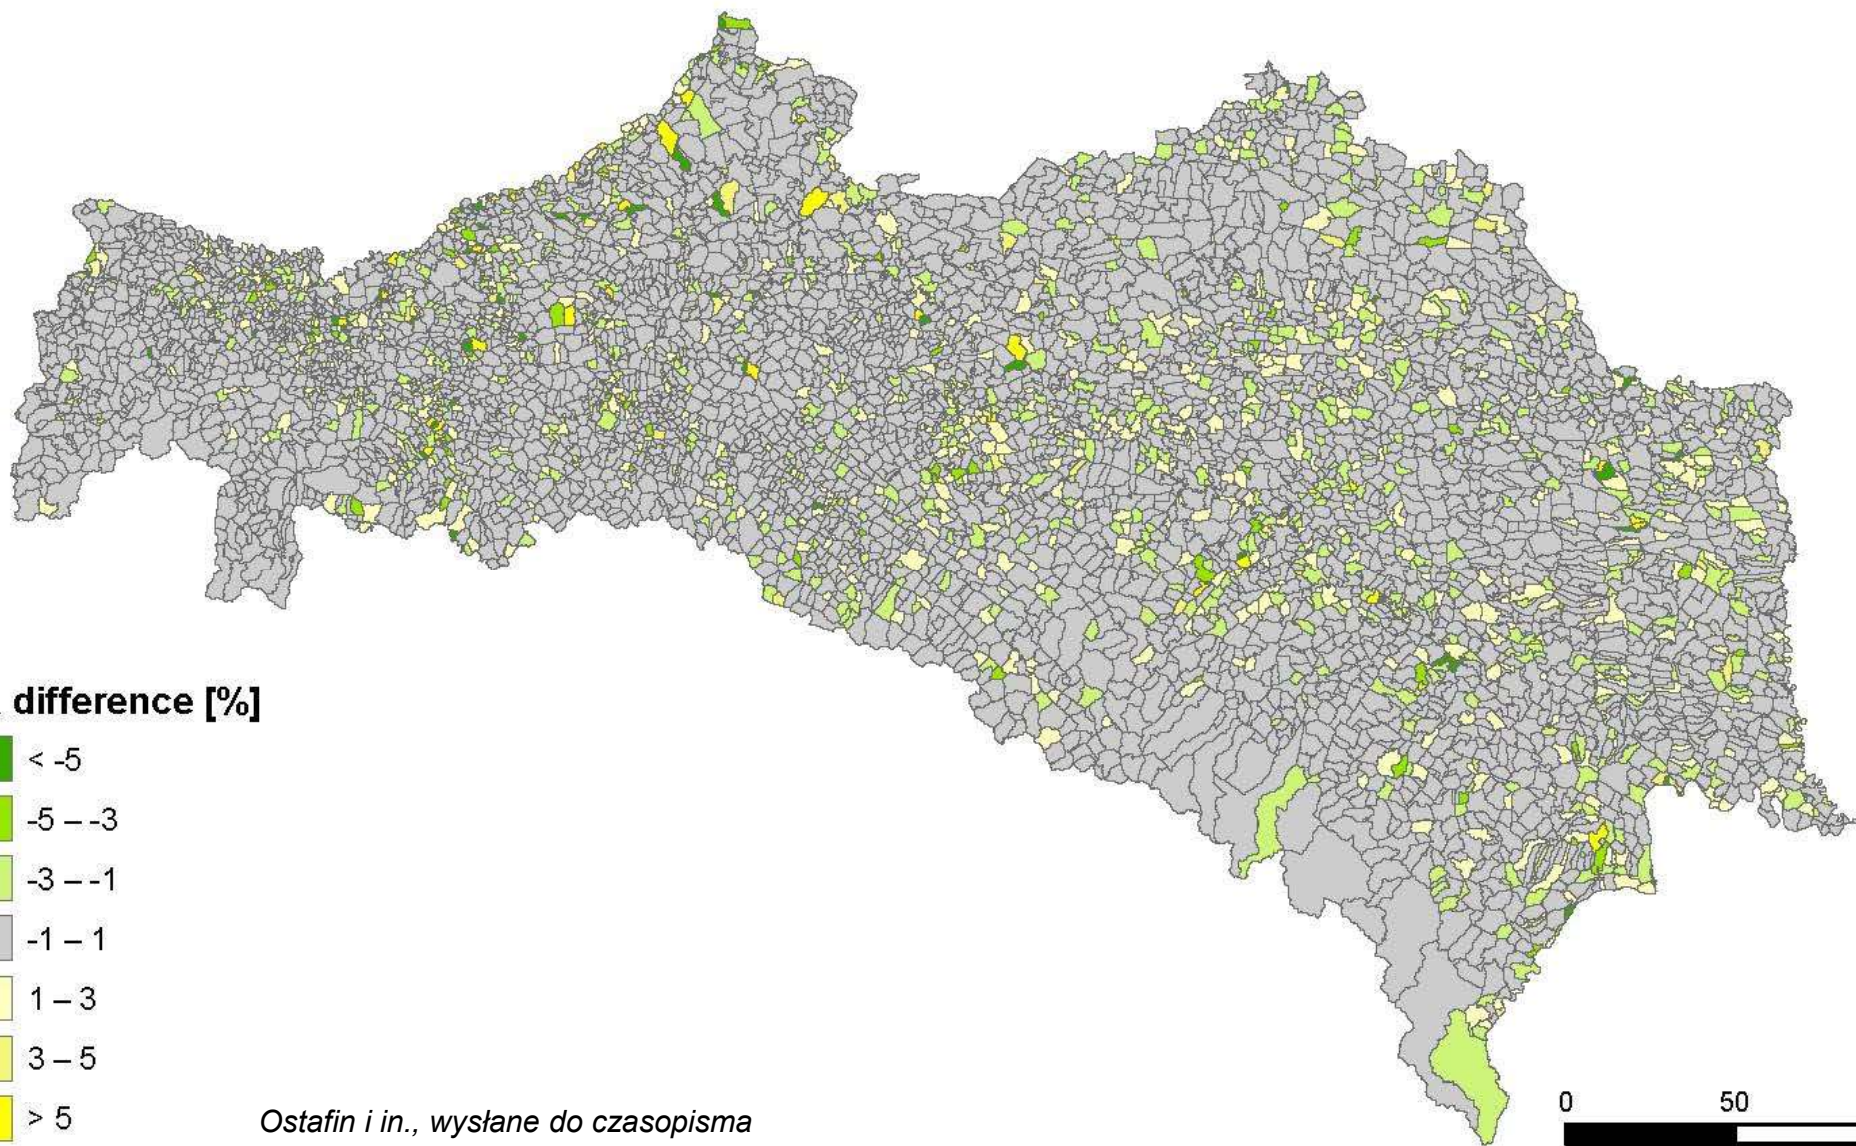 difference [%]
< -5
-5 – -3
-3 – -1
-1 – 1
1 – 3
3 – 5
> 5
Ostafin i in., wysłane do czasopisma
0 50